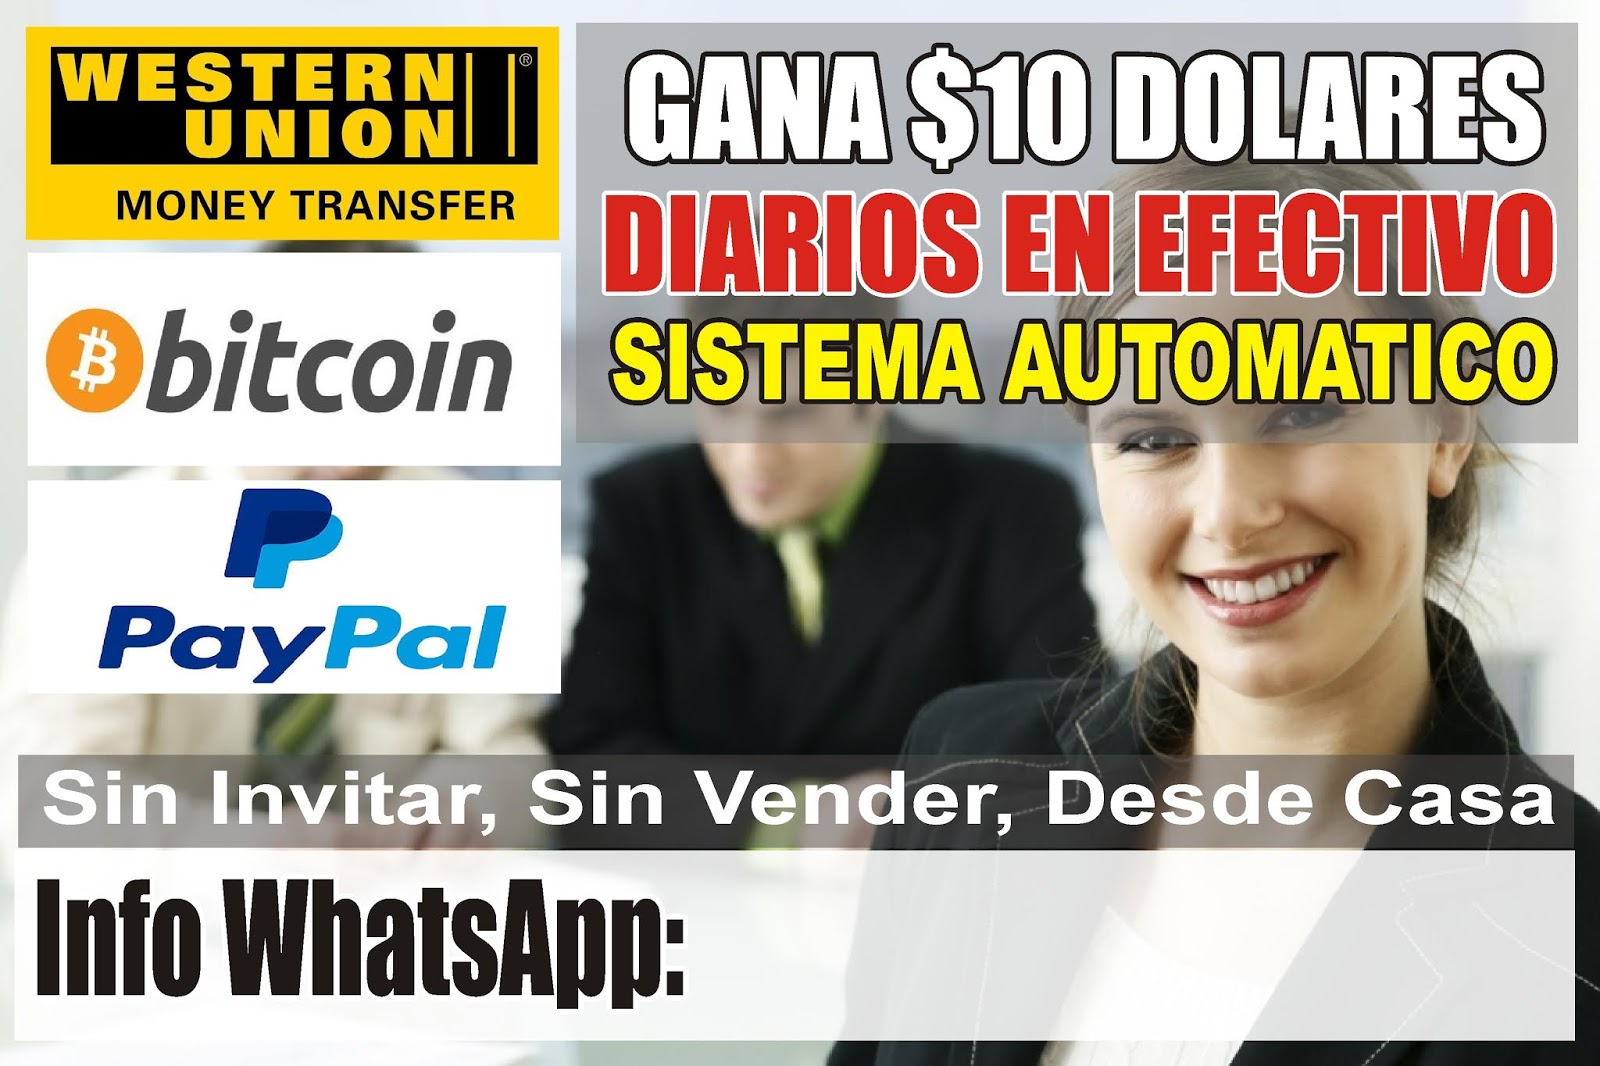 WESTERN
UNION ®
MONEY TRANSFER
bitcoin
PayPal
GANA $10 DOLARES
DIARIOS EN EFECTIVO
SISTEMA AUTOMATICO
Sin Invitar, Sin Vender, Desde Casa
Info WhatsApp: